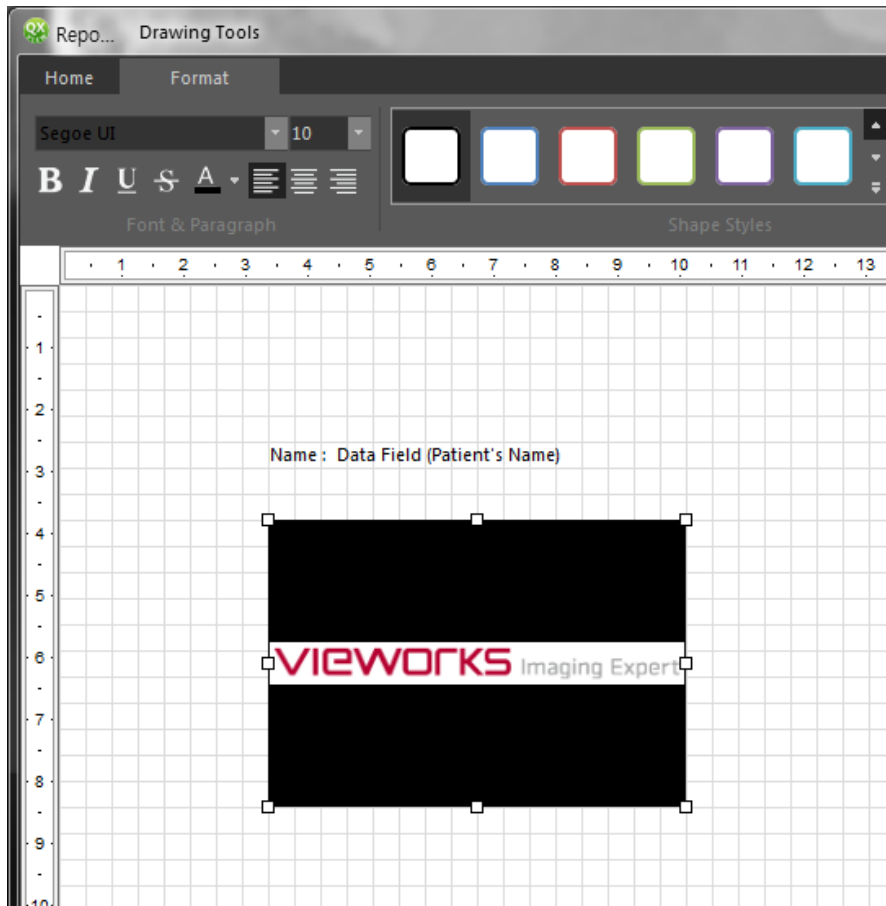 QX
Repo... Drawing Tools
Home Format
Segoe UI 10
B I U S A
Font & Paragraph
Shape Styles
1 2 3 4 5 6 7 8 9 10 11 12 13
1
2
Name : Data Field (Patient's Name)
3
4
5
6
VIEWORKS Imaging Expert
7
8
9
10